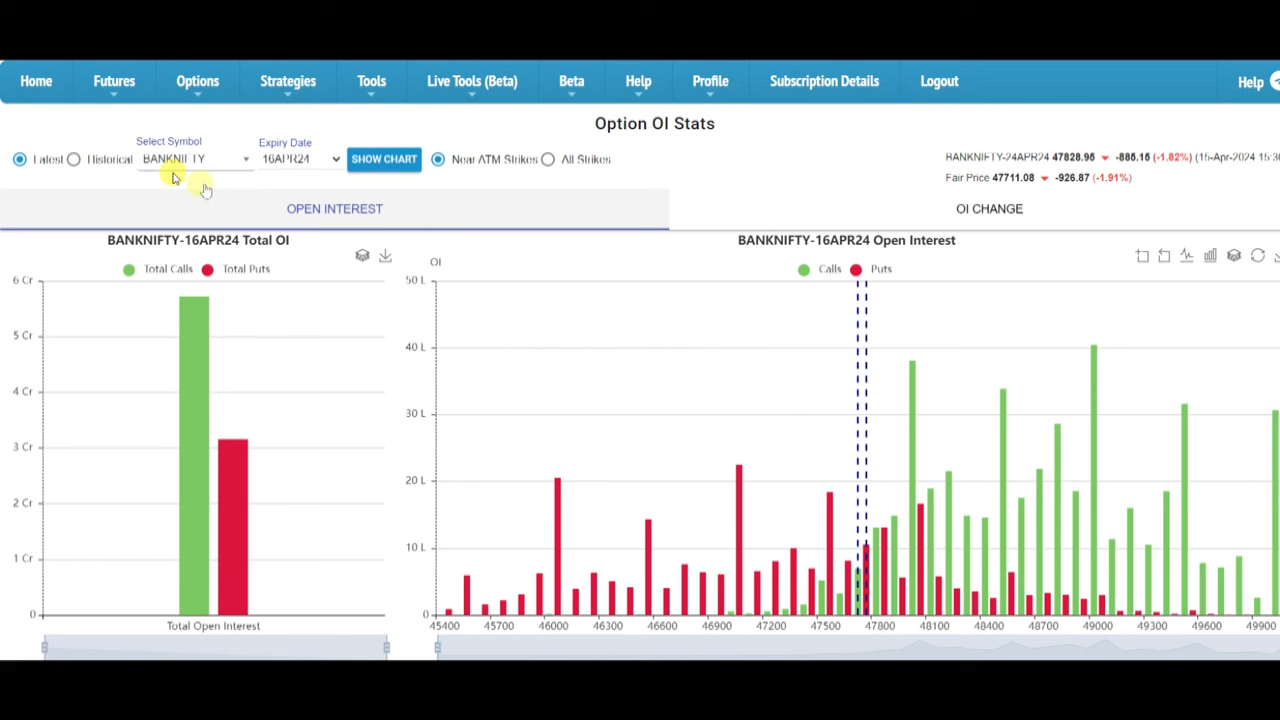 Home Futures Options Strategies Tools Live Tools (Beta) Beta Help Profile Subscription Details Logout Help
Option OI Stats
Select Symbol Expiry Date
Latest Historical BANKNIFTY 16APR24 SHOW CHART Near ATM Strikes All Strikes
BANKNIFTY-24APR24 47828.95 -885.15 (-1.82%) (15-Apr-2024 15:30
Fair Price 47711.08 -926.87 (-1.91%)
OPEN INTEREST OI CHANGE
BANKNIFTY-16APR24 Total OI
Total Calls Total Puts
6 Cr
5 Cr
4 Cr
3 Cr
2 Cr
1 Cr
0
Total Open Interest
BANKNIFTY-16APR24 Open Interest
OI
Calls Puts
50 L
40 L
30 L
20 L
10 L
0
45400 45700 46000 46300 46600 46900 47200 47500 47800 48100 48400 48700 49000 49300 49600 49900